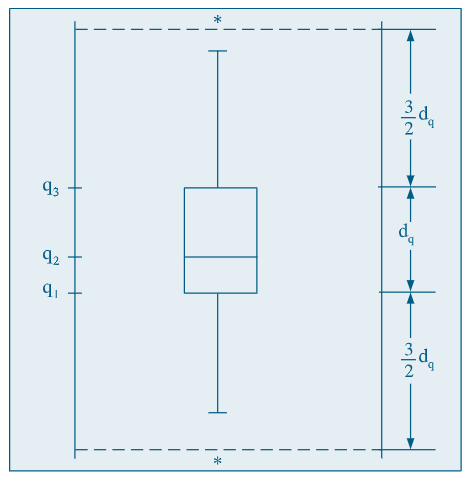 *
3/2 d_q
q_3
d_q
q_2
q_1
3/2 d_q
*